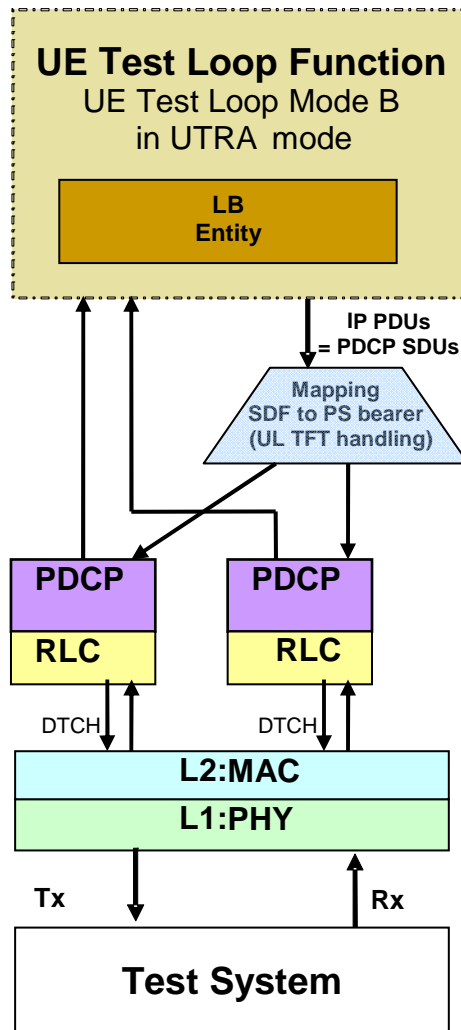 UE Test Loop Function
UE Test Loop Mode B
in UTRA mode
LB
Entity
IP PDUs
= PDCP SDUs
Mapping
SDF to PS bearer
(UL TFT handling)
PDCP
PDCP
RLC
RLC
DTCH
DTCH
L2:MAC
L1:PHY
Tx
Rx
Test System